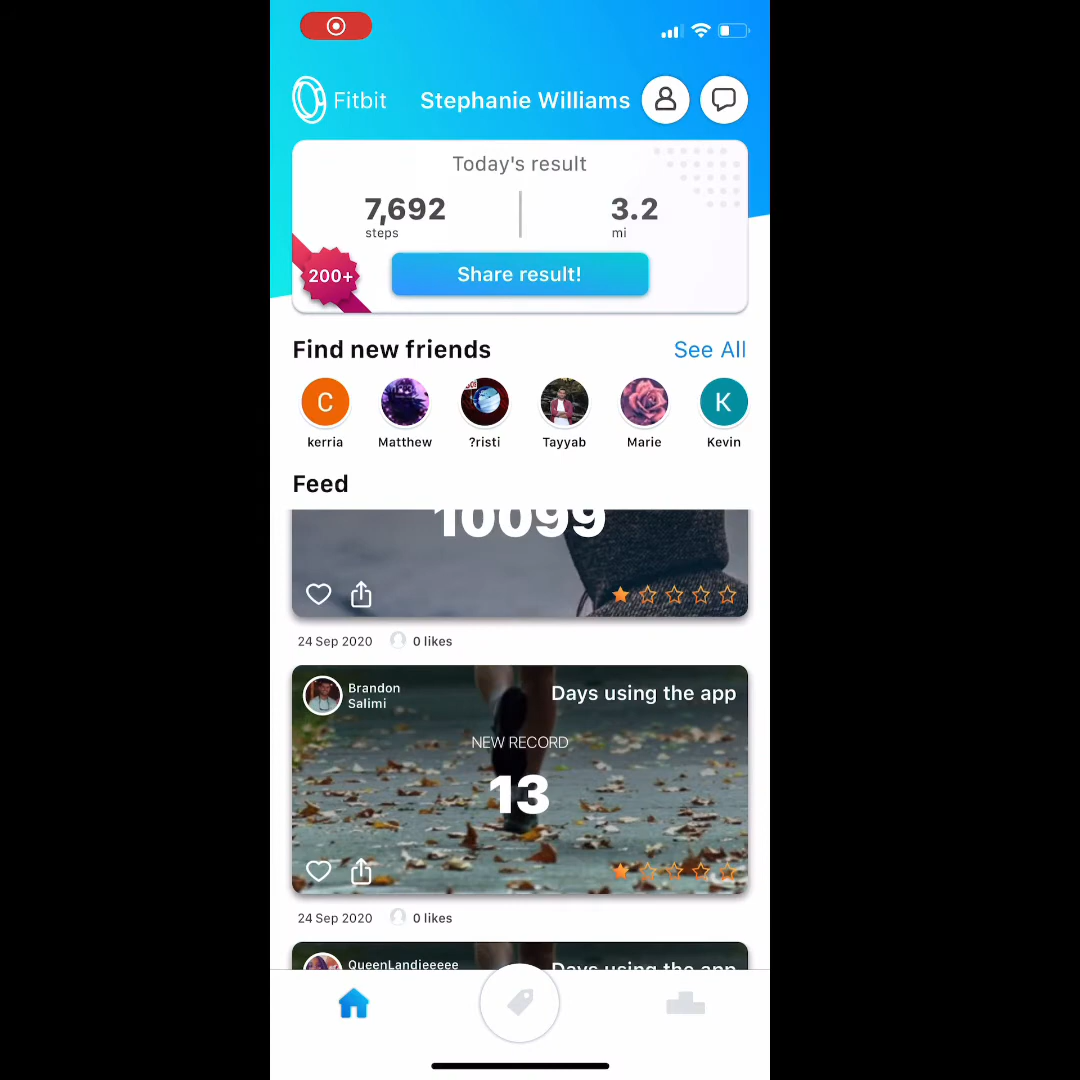 Fitbit
Stephanie Williams
Today's result
7,692
steps
3.2
mi
200+
Share result!
Find new friends
See All
C
K
kerria
Matthew
?risti
Tayyab
Marie
Kevin
Feed
10099
24 Sep 2020
0 likes
Brandon
Salimi
Days using the app
NEW RECORD
13
24 Sep 2020
0 likes
QueenLandieeeee
Days using the app